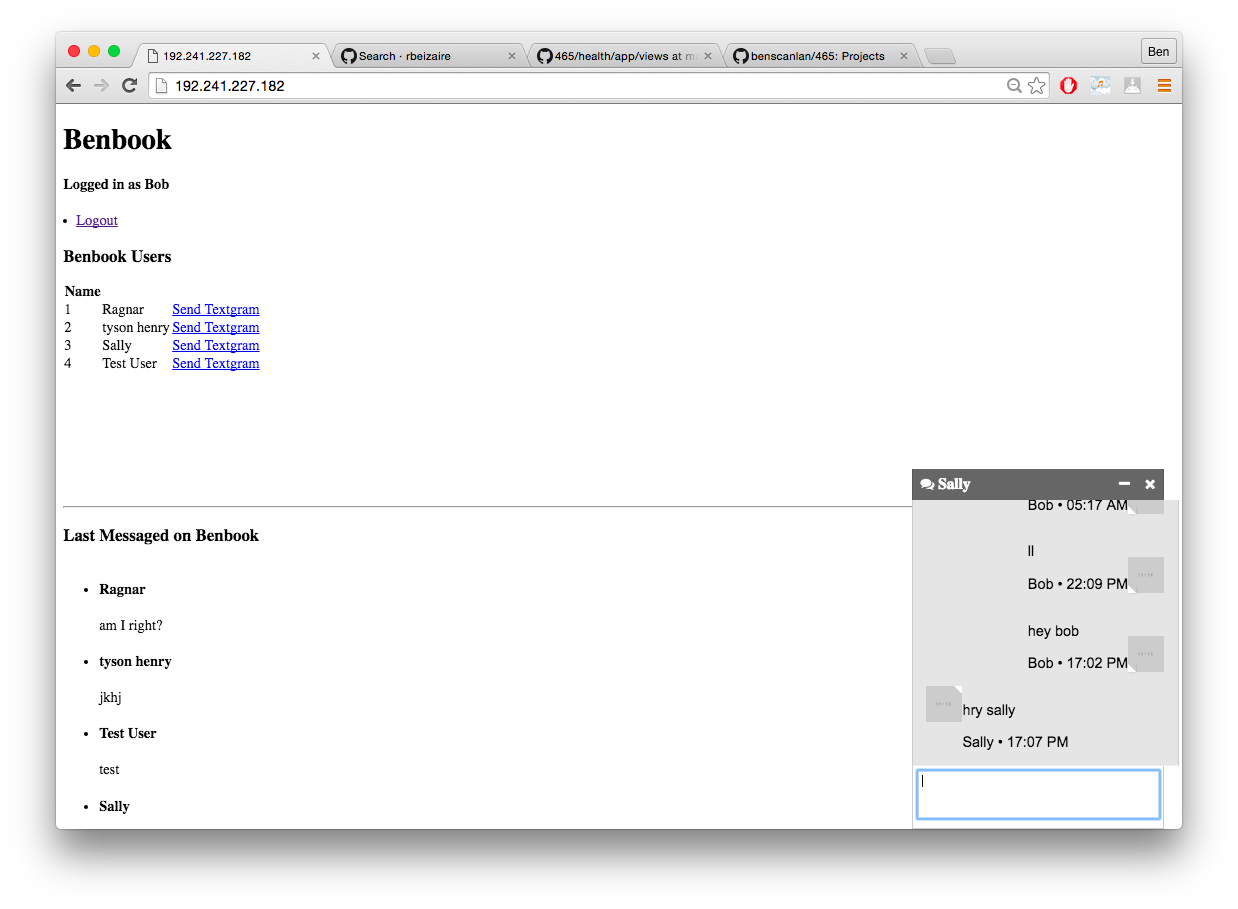 192.241.227.182
Search · rbeizaire
465/health/app/views at m
benscanlan/465: Projects
Ben
192.241.227.182
Benbook
Logged in as Bob
• Logout
Benbook Users
Name
1 Ragnar Send Textgram
2 tyson henry Send Textgram
3 Sally Send Textgram
4 Test User Send Textgram
Last Messaged on Benbook
• Ragnar
am I right?
• tyson henry
jkhj
• Test User
test
• Sally
Sally
Bob • 05:17 AM
ll
Bob • 22:09 PM
hey bob
Bob • 17:02 PM
hry sally
Sally • 17:07 PM